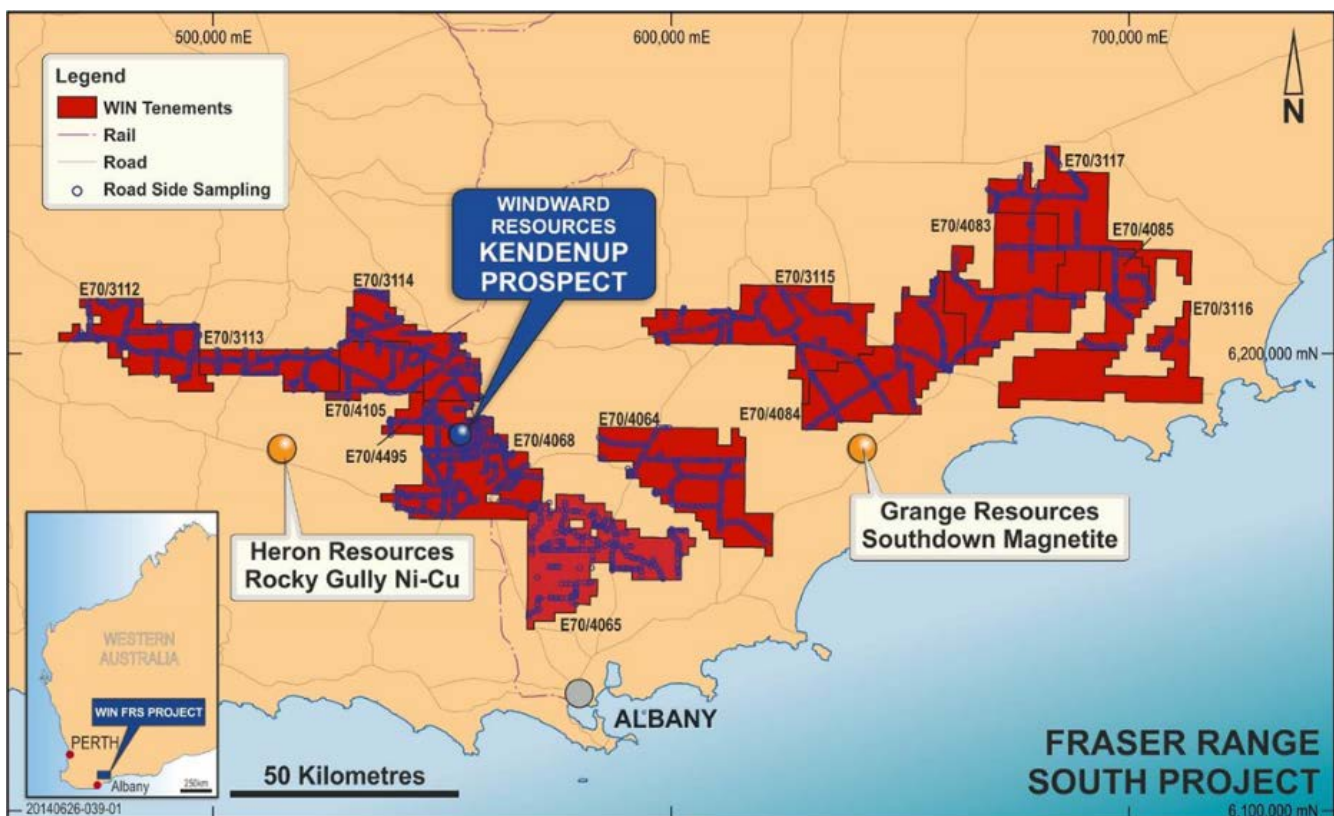 500,000 mE
600,000 mE
700,000 mE
Legend
WIN Tenements
Rail
Road
Road Side Sampling
N
WINDWARD
RESOURCES
KENDENUP
PROSPECT
E70/3117
E70/4083
E70/4085
E70/3112
E70/3114
E70/3115
E70/3116
E70/3113
6,200,000 mN
E70/4105
E70/4084
E70/4064
E70/4495
E70/4068
Heron Resources
Rocky Gully Ni-Cu
Grange Resources
Southdown Magnetite
E70/4065
WESTERN
AUSTRALIA
WIN FRS PROJECT
PERTH
Albany
250km
ALBANY
50 Kilometres
FRASER RANGE
SOUTH PROJECT
20140626-039-01
6,100,000 mN